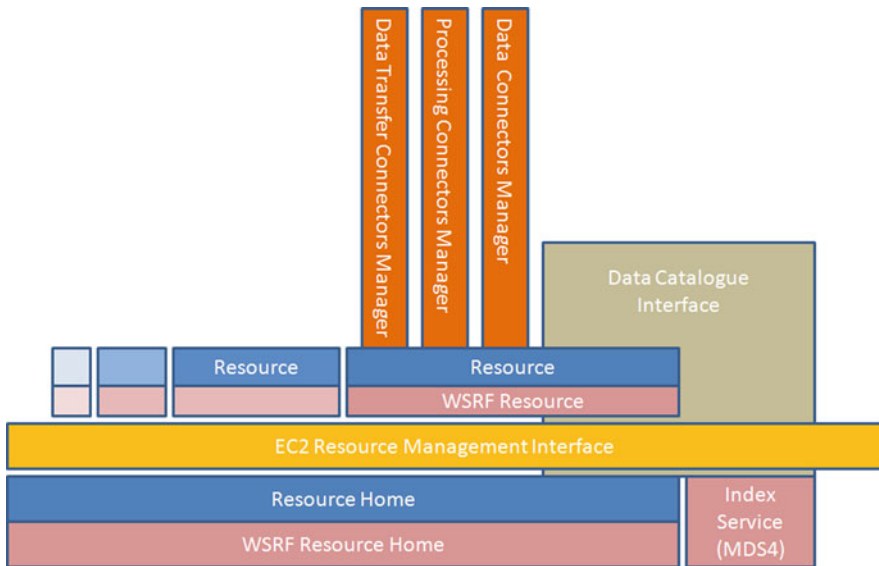 Data Transfer Connectors Manager
Processing Connectors Manager
Data Connectors Manager
Data Catalogue
Interface
Resource
Resource
WSRF Resource
EC2 Resource Management Interface
Resource Home
WSRF Resource Home
Index
Service
(MDS4)